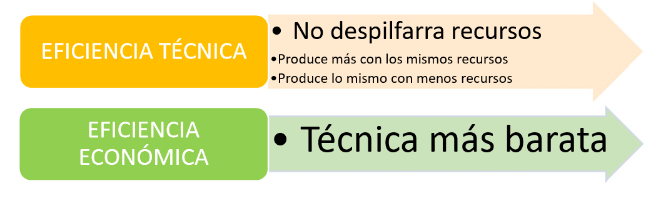 EFICIENCIA TÉCNICA
• No despilfarra recursos
•Produce más con los mismos recursos
•Produce lo mismo con menos recursos
EFICIENCIA
ECONÓMICA
• Técnica más barata